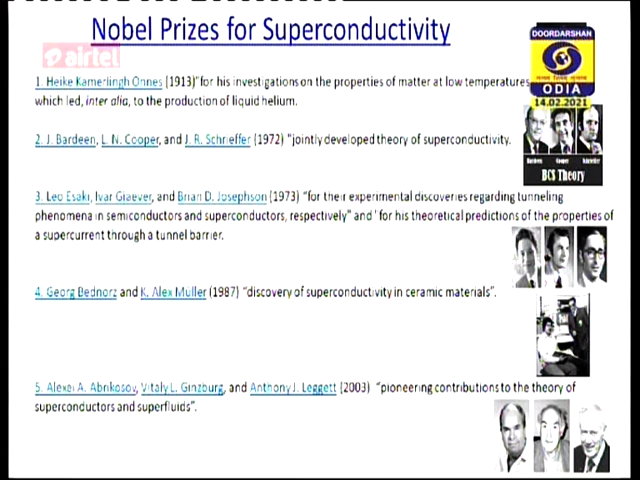 Nobel Prizes for Superconductivity
airtel
DOORDARSHAN
ODIA
14.02.2021
1. Heike Kamerlingh Onnes (1913)"for his investigations on the properties of matter at low temperatures
which led, inter alia, to the production of liquid helium.
2. J. Bardeen, L. N. Cooper, and J. R. Schrieffer (1972) "jointly developed theory of superconductivity.
Bardeen Cooper Schrieffer
BCS Theory
3. Leo Esaki, Ivar Giaever, and Brian D. Josephson (1973) "for their experimental discoveries regarding tunneling
phenomena in semiconductors and superconductors, respectively" and 'for his theoretical predictions of the properties of
a supercurrent through a tunnel barrier.
4. Georg Bednorz and K. Alex Muller (1987) "discovery of superconductivity in ceramic materials".
5. Alexei A. Abrikosov, Vitaly L. Ginzburg, and Anthony J. Leggett (2003) "pioneering contributions to the theory of
superconductors and superfluids".